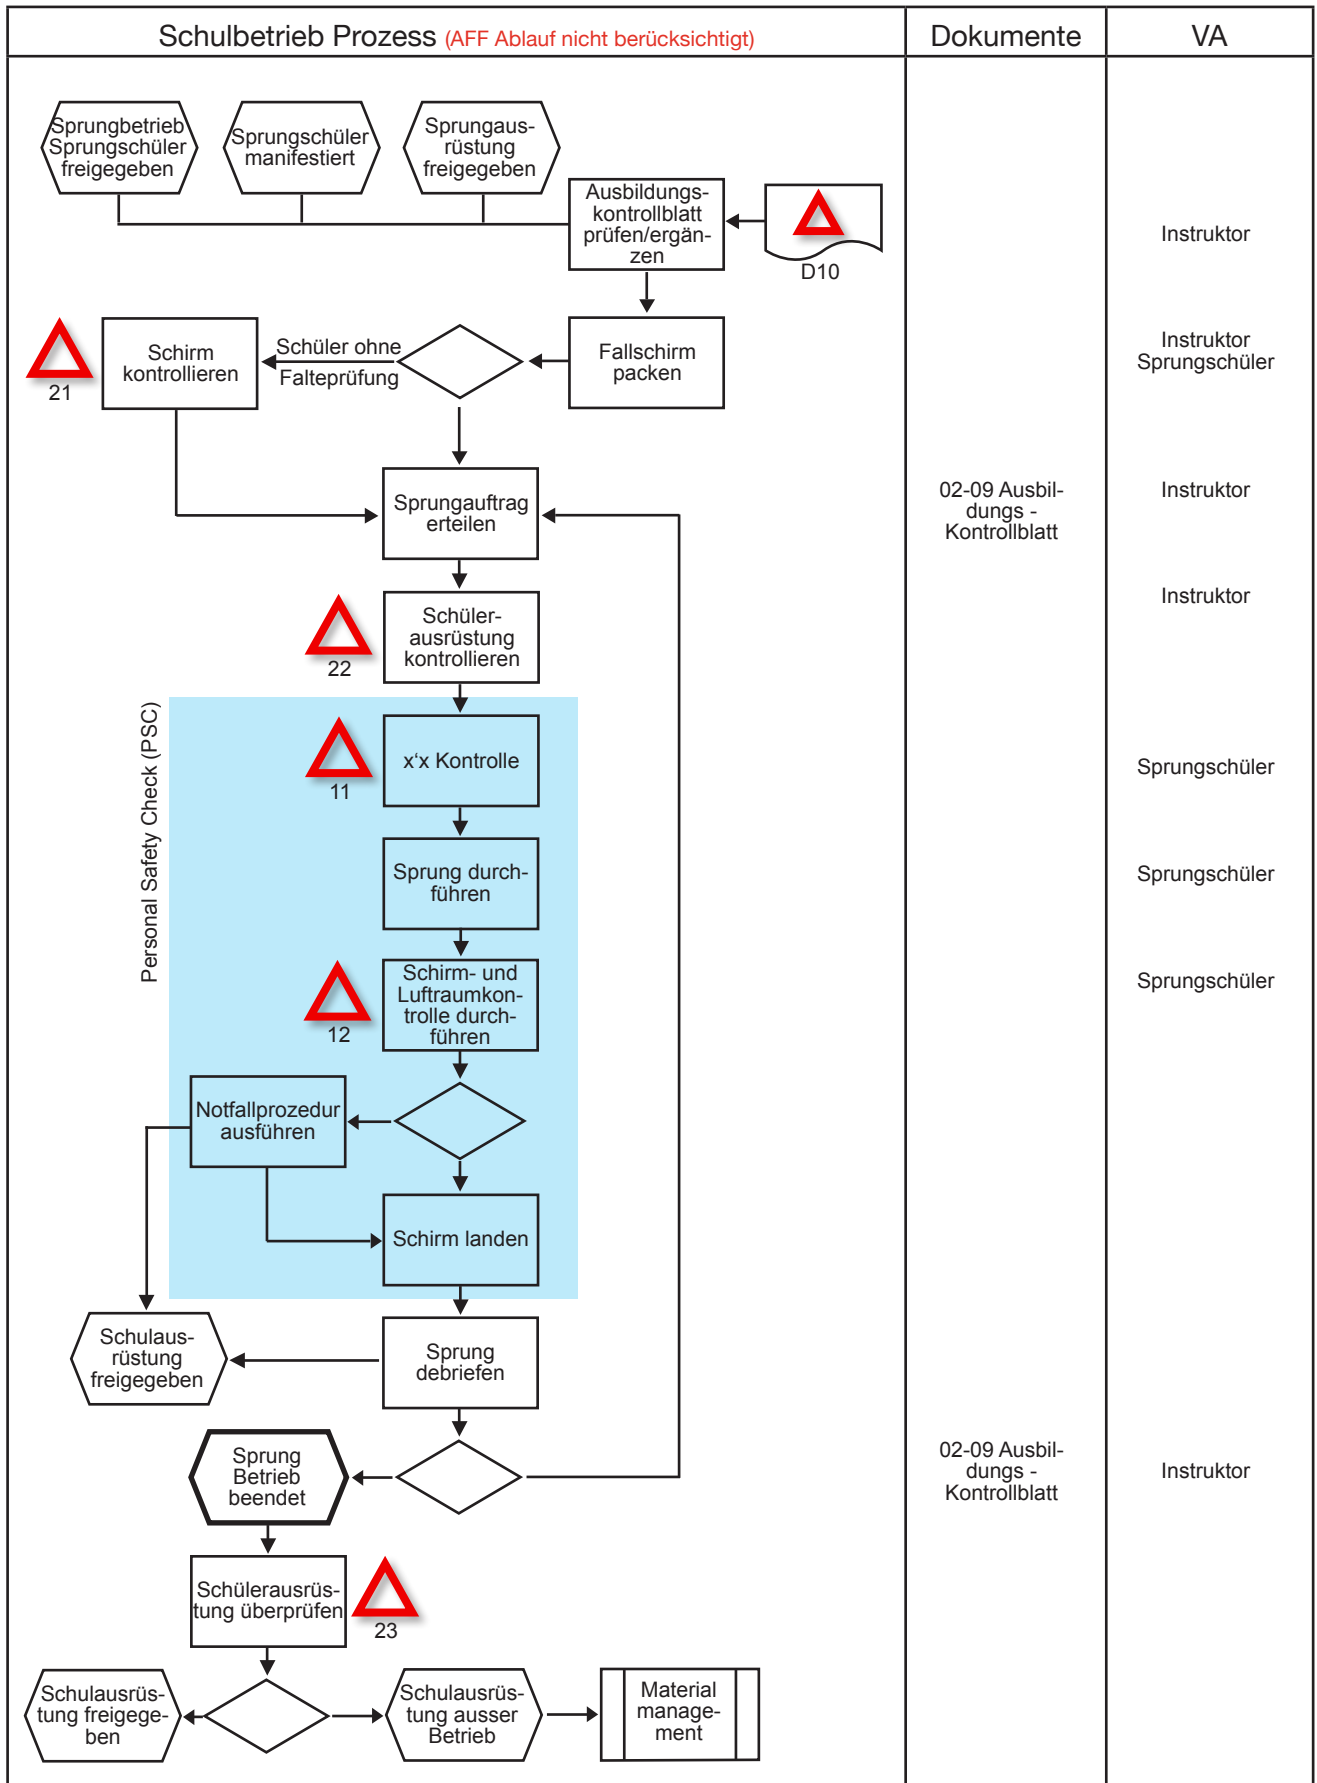 Schulbetrieb Prozess (AFF Ablauf nicht berücksichtigt)
Dokumente
VA
Sprungbetrieb
Sprungschüler
freigegeben
Sprungschüler
manifestiert
Sprungaus-
rüstung
freigegeben
Ausbildungs-
kontrollblatt
prüfen/ergän-
zen
D10
Instruktor
21
Schirm
kontrollieren
Schüler ohne
Falteprüfung
Fallschirm
packen
Instruktor
Sprungschüler
Sprungauftrag
erteilen
02-09 Ausbil-
dungs -
Kontrollblatt
Instruktor
22
Schüler-
ausrüstung
kontrollieren
Instruktor
Personal Safety Check (PSC)
11
x‘x Kontrolle
Sprungschüler
Sprung durch-
führen
Sprungschüler
12
Schirm- und
Luftraumkon-
trolle durch-
führen
Sprungschüler
Notfallprozedur
ausführen
Schirm landen
Schulaus-
rüstung
freigegeben
Sprung
debriefen
Sprung
Betrieb
beendet
02-09 Ausbil-
dungs -
Kontrollblatt
Instruktor
Schülerausrüs-
tung überprüfen
23
Schulausrüs-
tung freigege-
ben
Schulausrüs-
tung ausser
Betrieb
Material
manage-
ment